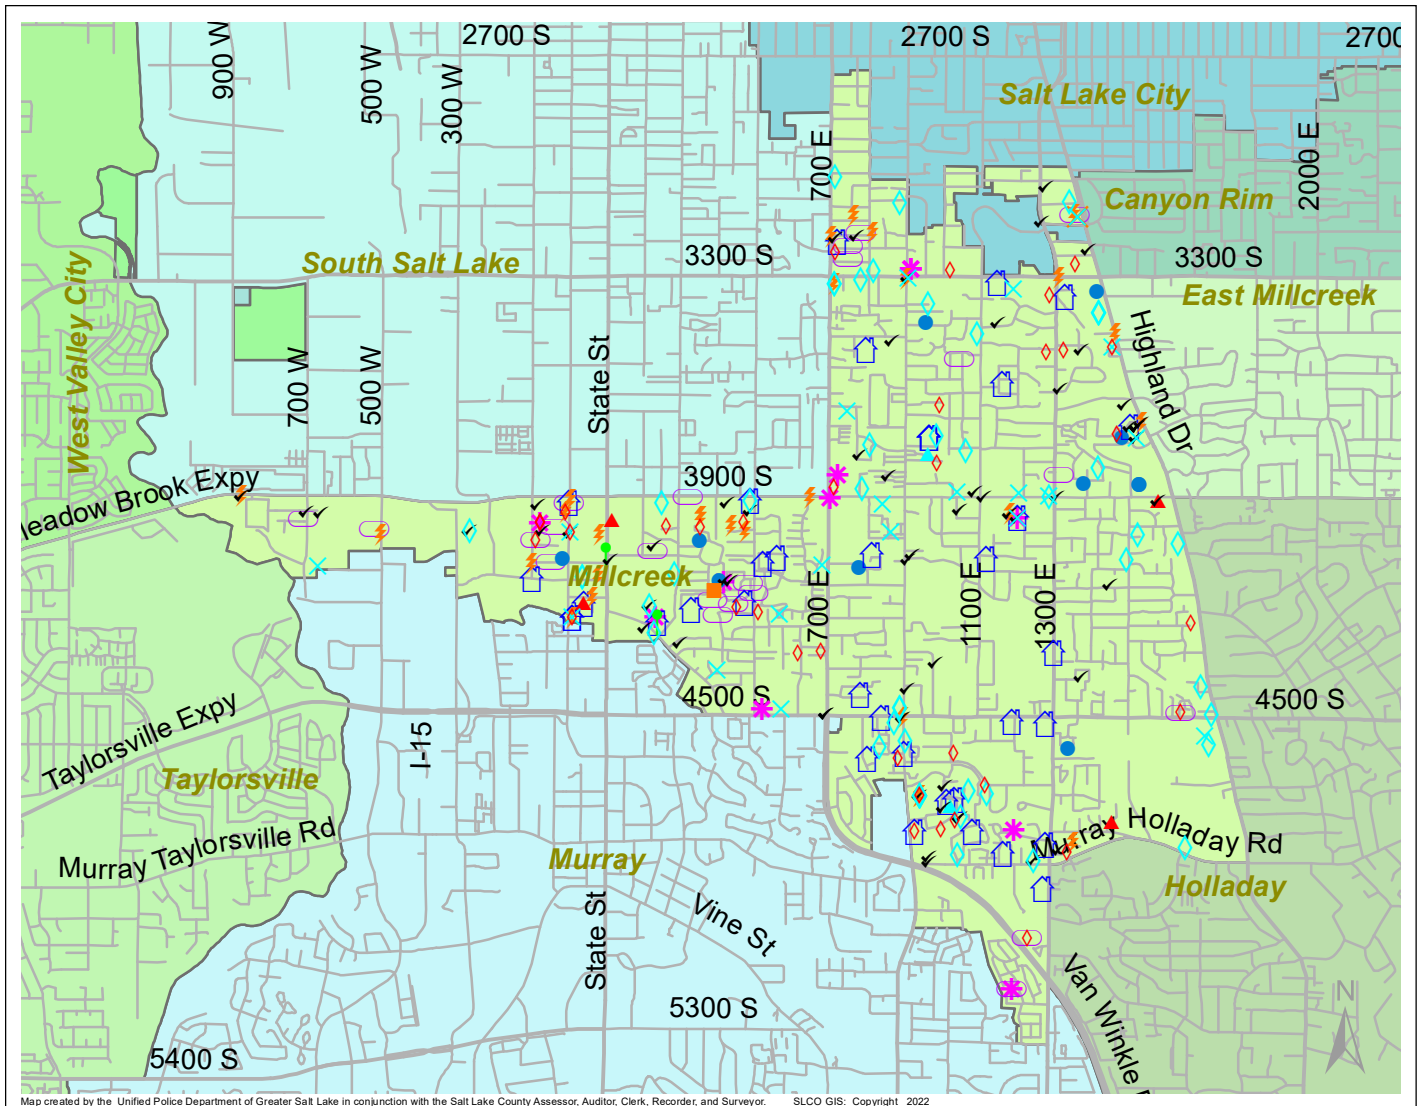 2700 S
2700 S
2700
900 W
500 W
300 W
Salt Lake City
700 E
2000 E
Canyon Rim
3300 S
3300 S
South Salt Lake
West Valley City
East Millcreek
State St
Highland Dr
700 W
500 W
3900 S
Meadow Brook Expy
Millcreek
700 E
1100 E
1300 E
4500 S
4500 S
Taylorsville Expy
I-15
Taylorsville
Murray Taylorsville Rd
Murray
Murray Holladay Rd
Holladay
State St
Vine St
Van Winkle
5300 S
N
5400 S
Map created by the Unified Police Department of Greater Salt Lake in conjunction with the Salt Lake County Assessor, Auditor, Clerk, Recorder, and Surveyor. SLCO GIS: Copyright 2022